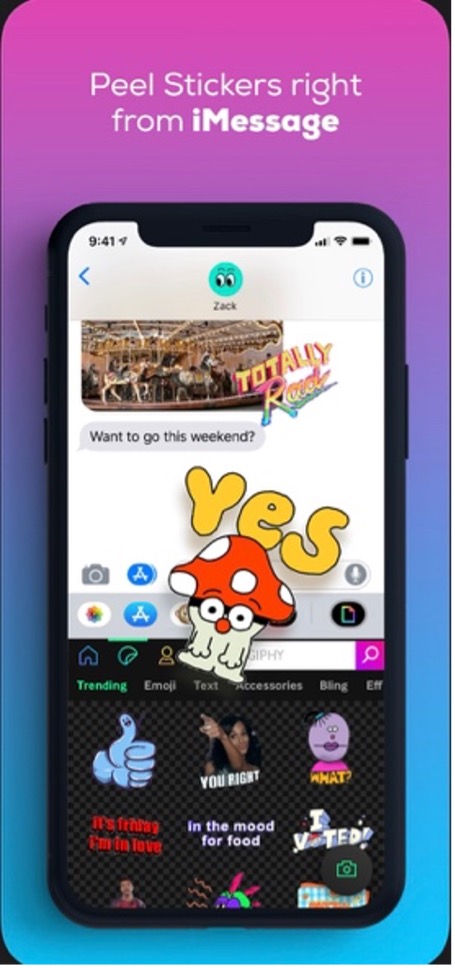 Peel Stickers right
from iMessage
9:41
Zack
TOTALLY
Rad
Want to go this weekend?
Yes
GIPHY
Trending Emoji Text Accessories Bling Eff
YOU RIGHT
WHAT?
it's friday
i'm in love
in the mood
for food
I
VOTED!